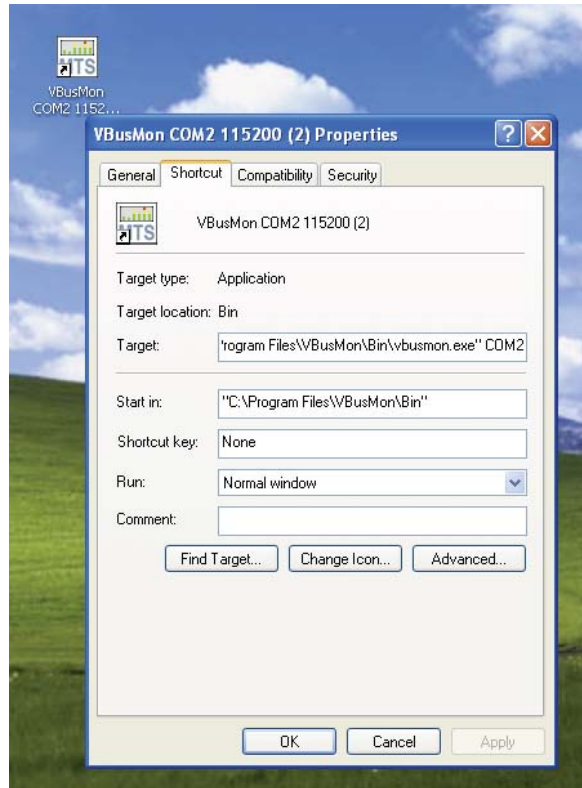 MTS
VBusMon
COM2 1152...
VBusMon COM2 115200 (2) Properties
?
General Shortcut Compatibility Security
MTS
VBusMon COM2 115200 (2)
Target type: Application
Target location: Bin
Target: 'rogram Files\VBusMon\Bin\vbusmon.exe" COM2
Start in: "C:\Program Files\VBusMon\Bin"
Shortcut key: None
Run: Normal window
Comment:
Find Target... Change Icon... Advanced...
OK Cancel Apply